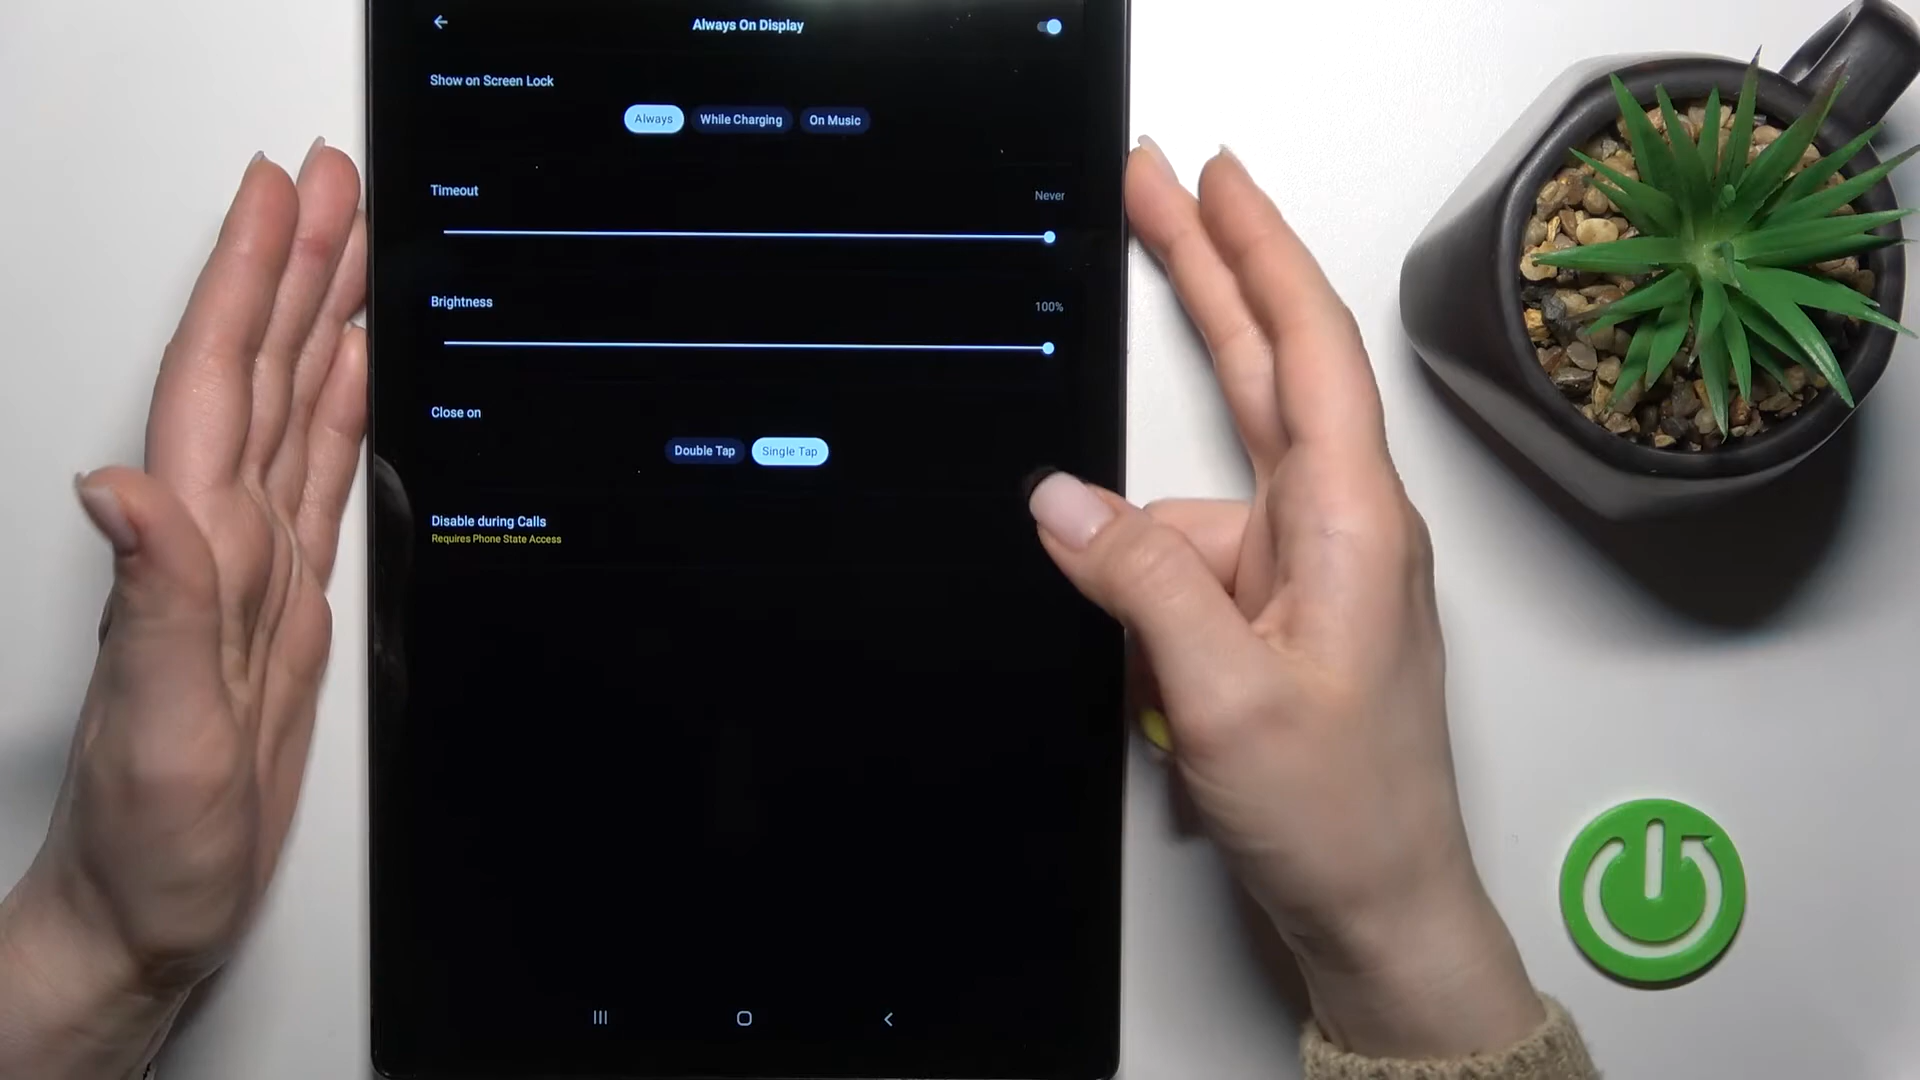 Always On Display
Show on Screen Lock
Always While Charging On Music
Timeout
Never
Brightness
100%
Close on
Double Tap Single Tap
Disable during Calls
Requires Phone State Access